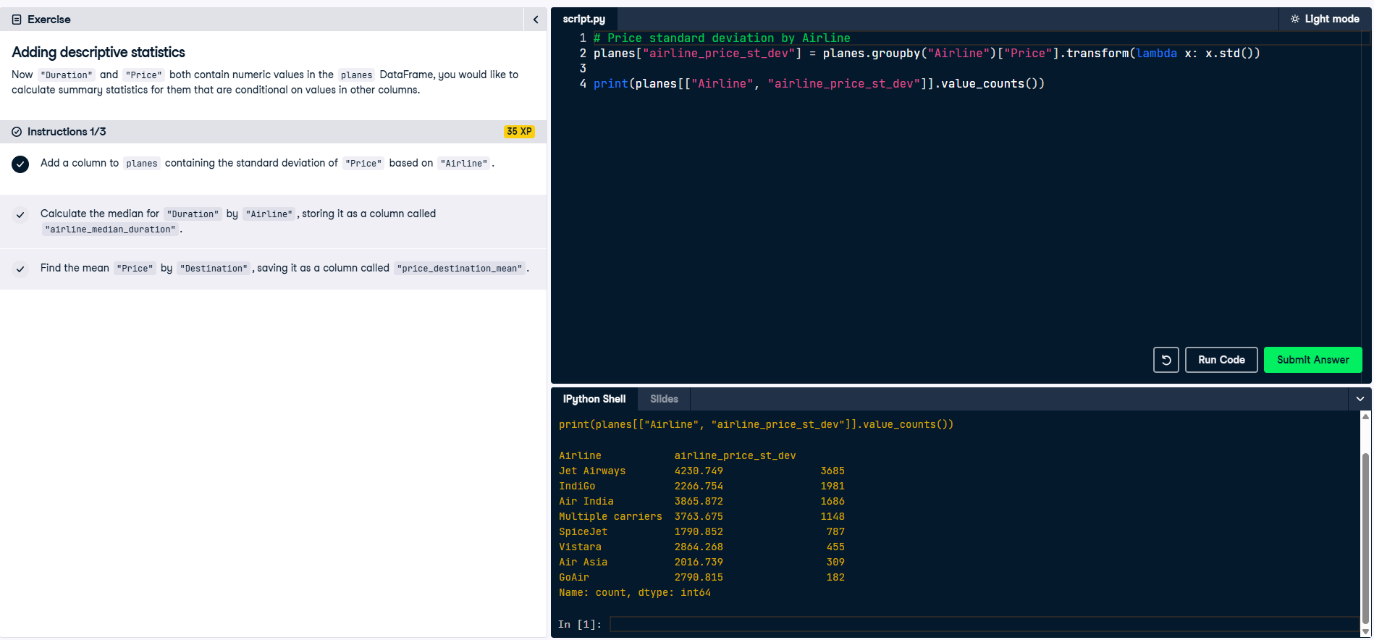 Exercise
Adding descriptive statistics
Now "Duration" and "Price" both contain numeric values in the planes DataFrame, you would like to
calculate summary statistics for them that are conditional on values in other columns.
Instructions 1/3
35 XP
Add a column to planes containing the standard deviation of "Price" based on "Airline".
Calculate the median for "Duration" by "Airline", storing it as a column called
"airline_median_duration".
Find the mean "Price" by "Destination", saving it as a column called "price_destination_mean".
script.py
Light mode
1 # Price standard deviation by Airline
2 planes["airline_price_st_dev"] = planes.groupby("Airline")["Price"].transform(lambda x: x.std())
3
4 print(planes[["Airline", "airline_price_st_dev"]].value_counts())
Run Code
Submit Answer
IPython Shell
Slides
print(planes[["Airline", "airline_price_st_dev"]].value_counts())
Airline airline_price_st_dev
Jet Airways 4230.749 3685
IndiGo 2266.754 1981
Air India 3865.872 1686
Multiple carriers 3763.675 1148
SpiceJet 1790.852 787
Vistara 2864.268 455
Air Asia 2016.739 309
GoAir 2790.815 182
Name: count, dtype: int64
In [1]: